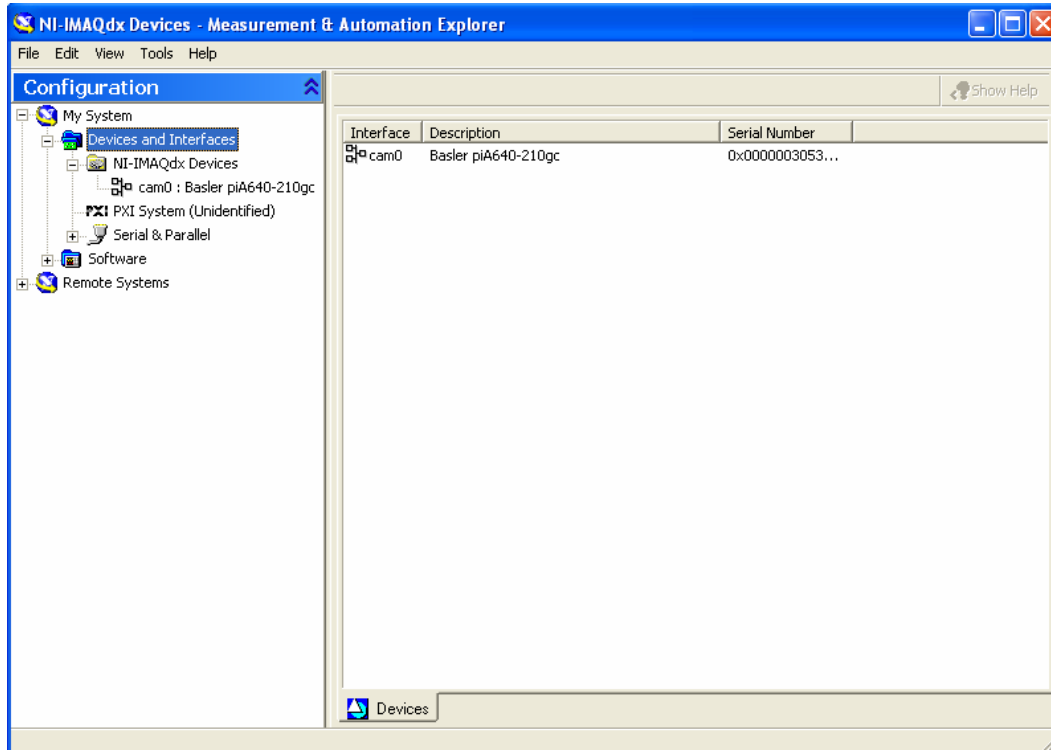 NI-IMAQdx Devices - Measurement & Automation Explorer
File Edit View Tools Help
Configuration
Show Help
My System
Devices and Interfaces
NI-IMAQdx Devices
cam0 : Basler piA640-210gc
PXI PXI System (Unidentified)
Serial & Parallel
Software
Remote Systems
Interface Description Serial Number
cam0 Basler piA640-210gc 0x0000003053...
Devices